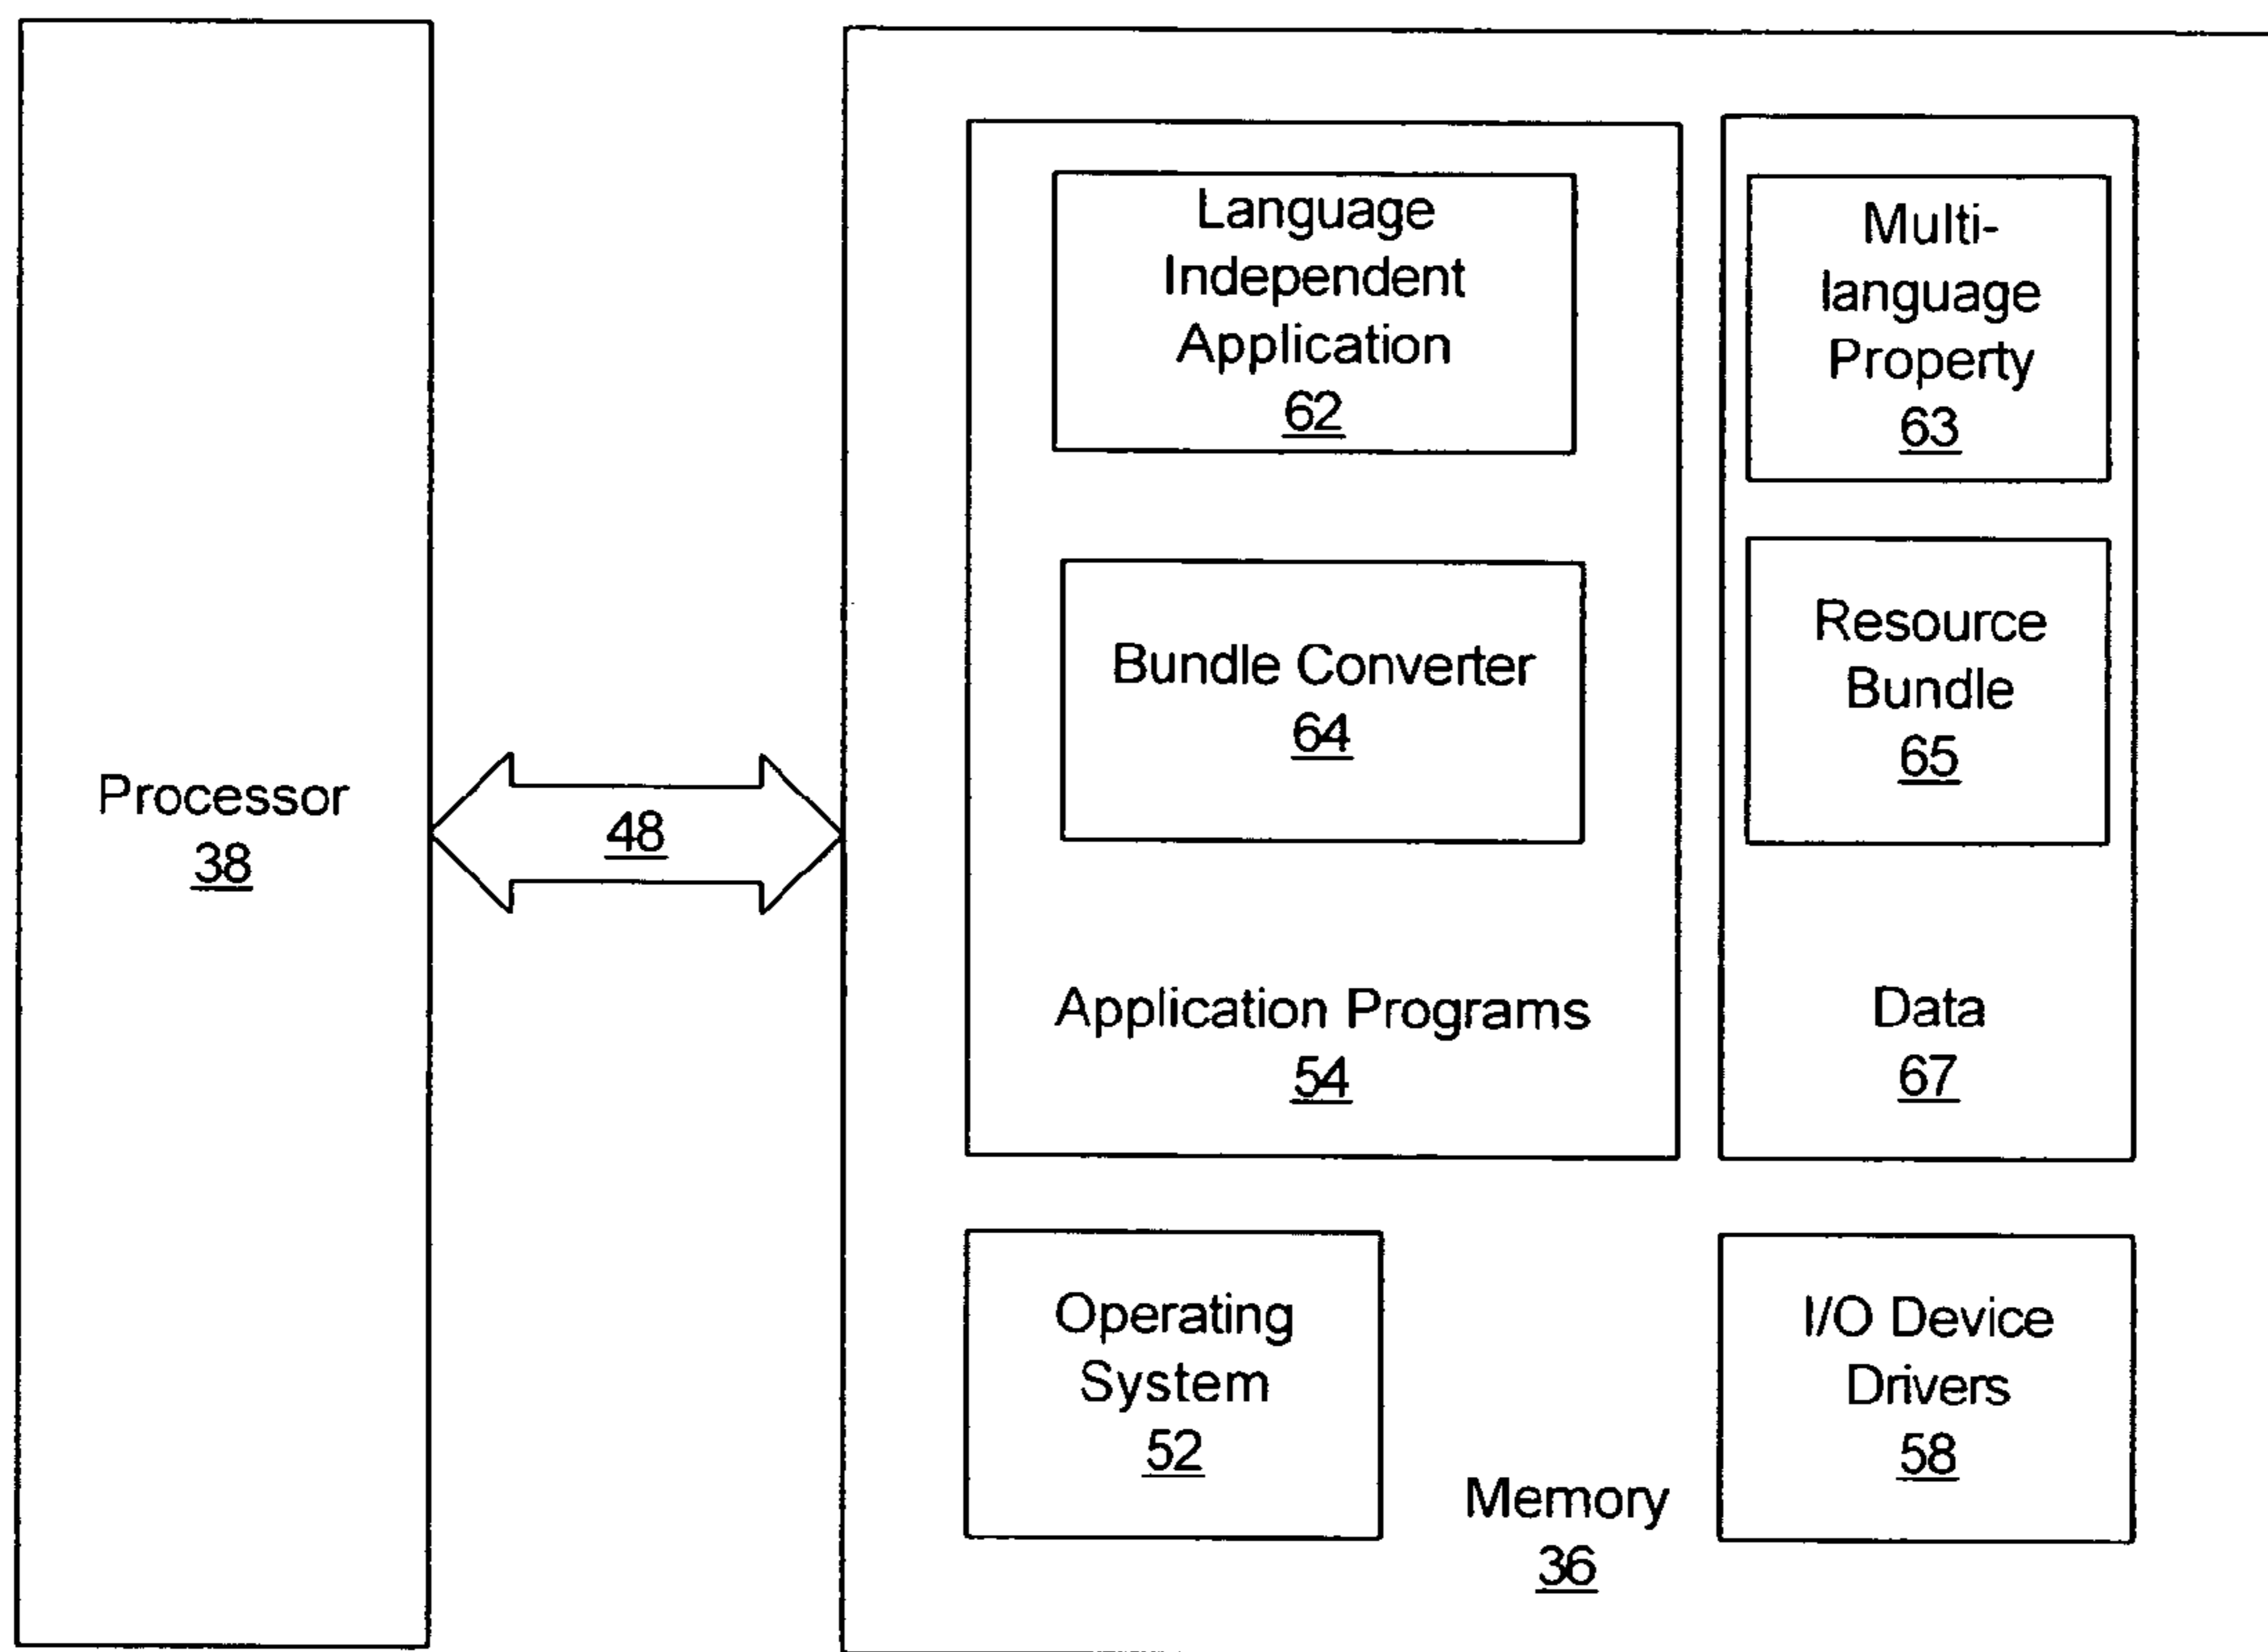 Processor
38
48
Language
Independent
Application
62
Bundle Converter
64
Application Programs
54
Multi-
language
Property
63
Resource
Bundle
65
Data
67
Operating
System
52
Memory
36
I/O Device
Drivers
58